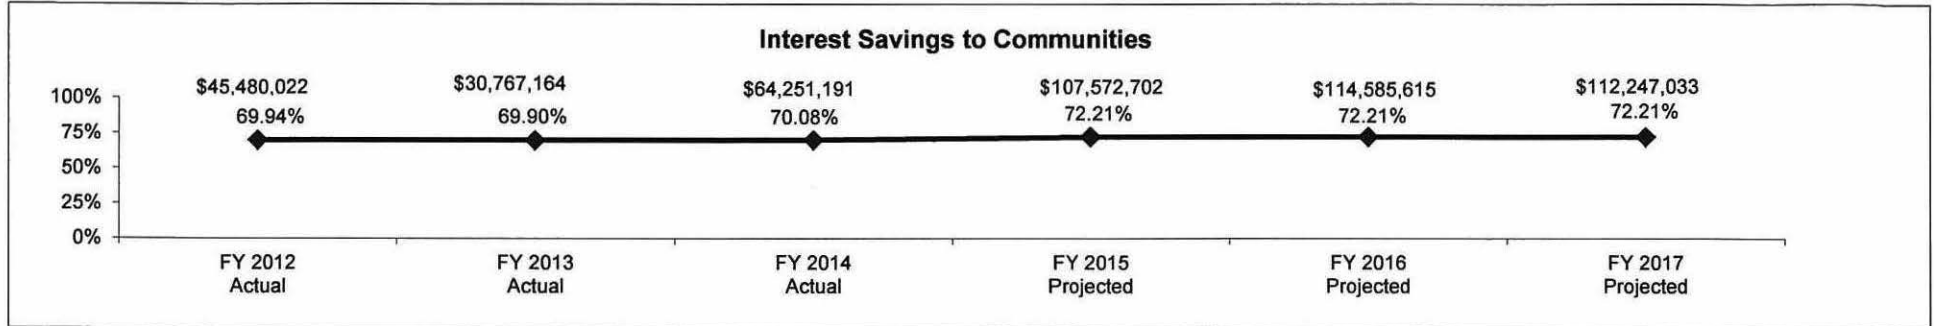 Interest Savings to Communities
$45,480,022 $30,767,164 $64,251,191 $107,572,702 $114,585,615 $112,247,033
100%
69.94% 69.90% 70.08% 72.21% 72.21% 72.21%
75%
50%
25%
0%
FY 2012 FY 2013 FY 2014 FY 2015 FY 2016 FY 2017
Actual Actual Actual Projected Projected Projected